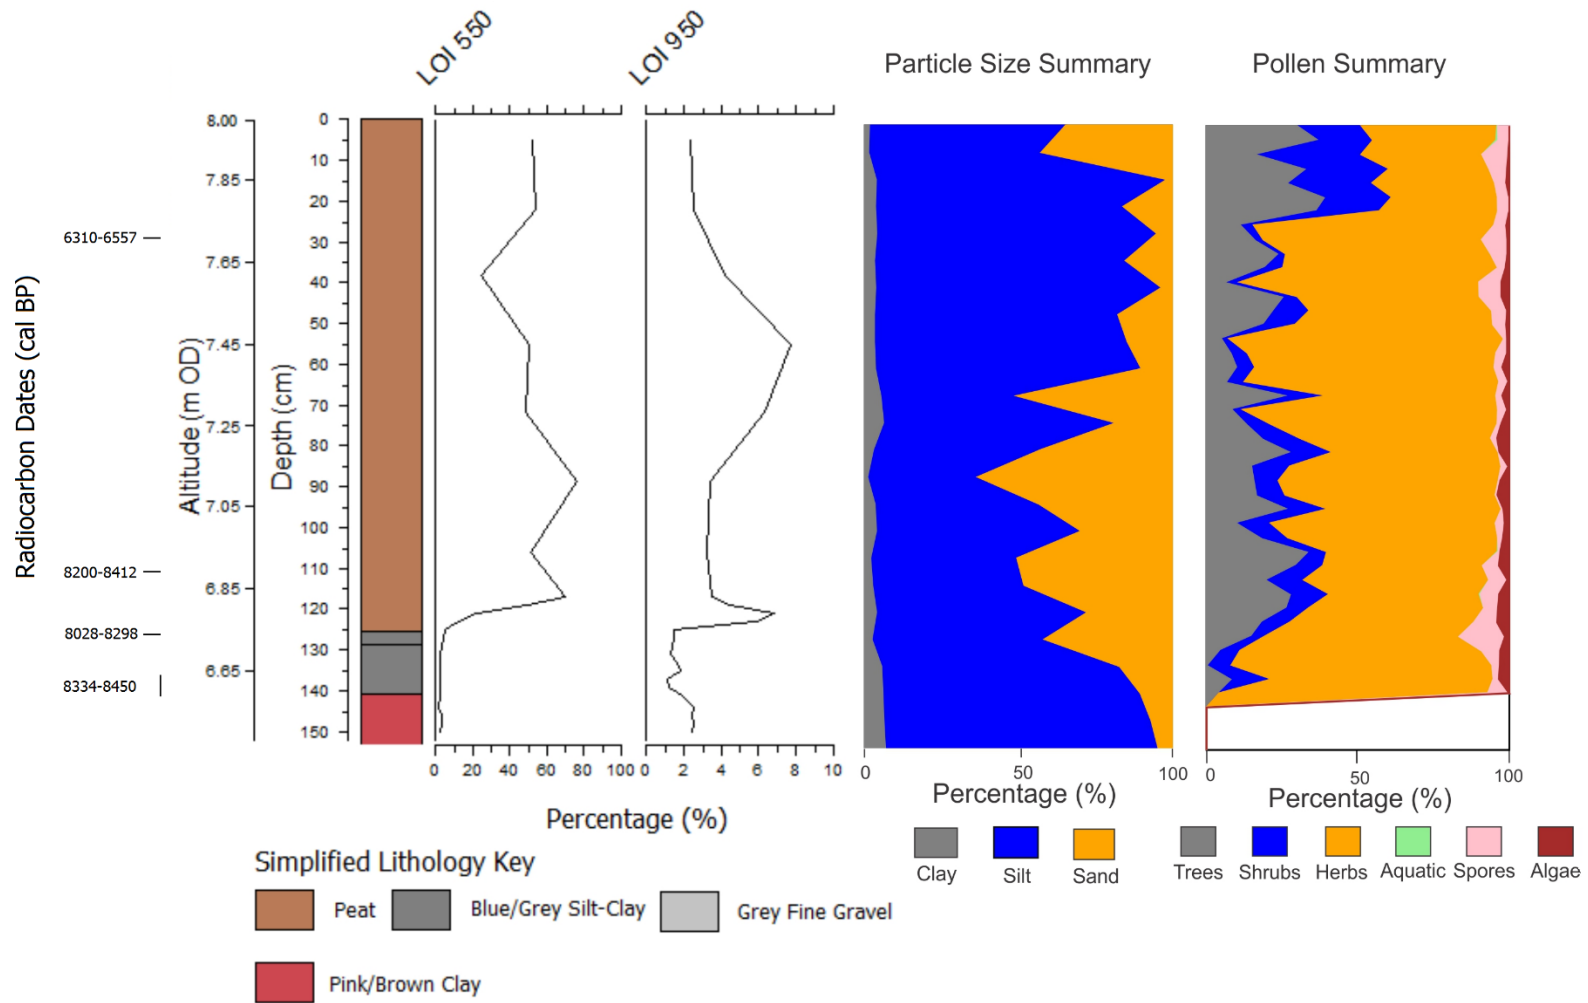 LOI 550
LOI 950
Particle Size Summary
Pollen Summary
Radiocarbon Dates (cal BP)
6310-6557
8200-8412
8028-8298
8334-8450
Altitude (m OD)
8.00
7.85
7.65
7.45
7.25
7.05
6.85
6.65
Depth (cm)
0
10
20
30
40
50
60
70
80
90
100
110
120
130
140
150
0 20 40 60 80 100
0 2 4 6 8 10
Percentage (%)
0 50 100
Percentage (%)
0 50 100
Percentage (%)
Clay Silt Sand
Trees Shrubs Herbs Aquatic Spores Algae
Simplified Lithology Key
Peat Blue/Grey Silt-Clay Grey Fine Gravel
Pink/Brown Clay